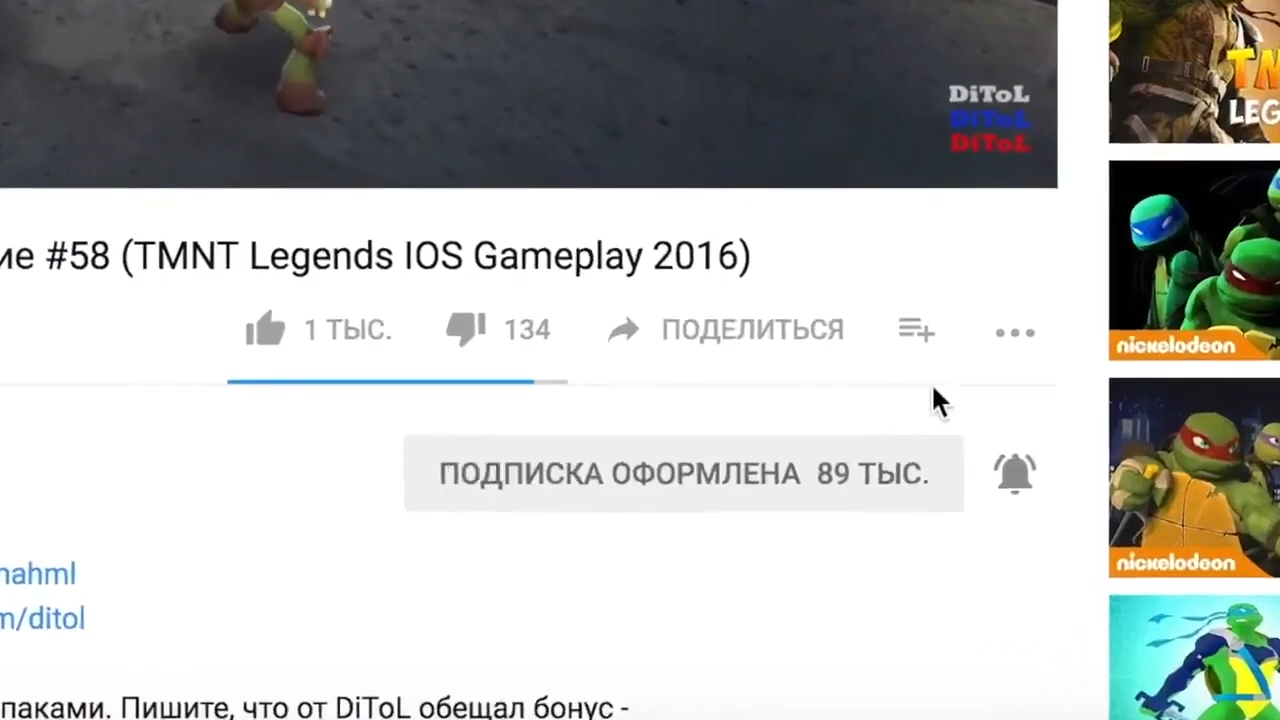 DiToL
DiToL
DiToL
LEG
ие #58 (TMNT Legends IOS Gameplay 2016)
1 ТЫС.
134
ПОДЕЛИТЬСЯ
nickelodeon
ПОДПИСКА ОФОРМЛЕНА 89 ТЫС.
nickelodeon
nahml
m/ditol
паками. Пишите, что от DiToL обещал бонус -